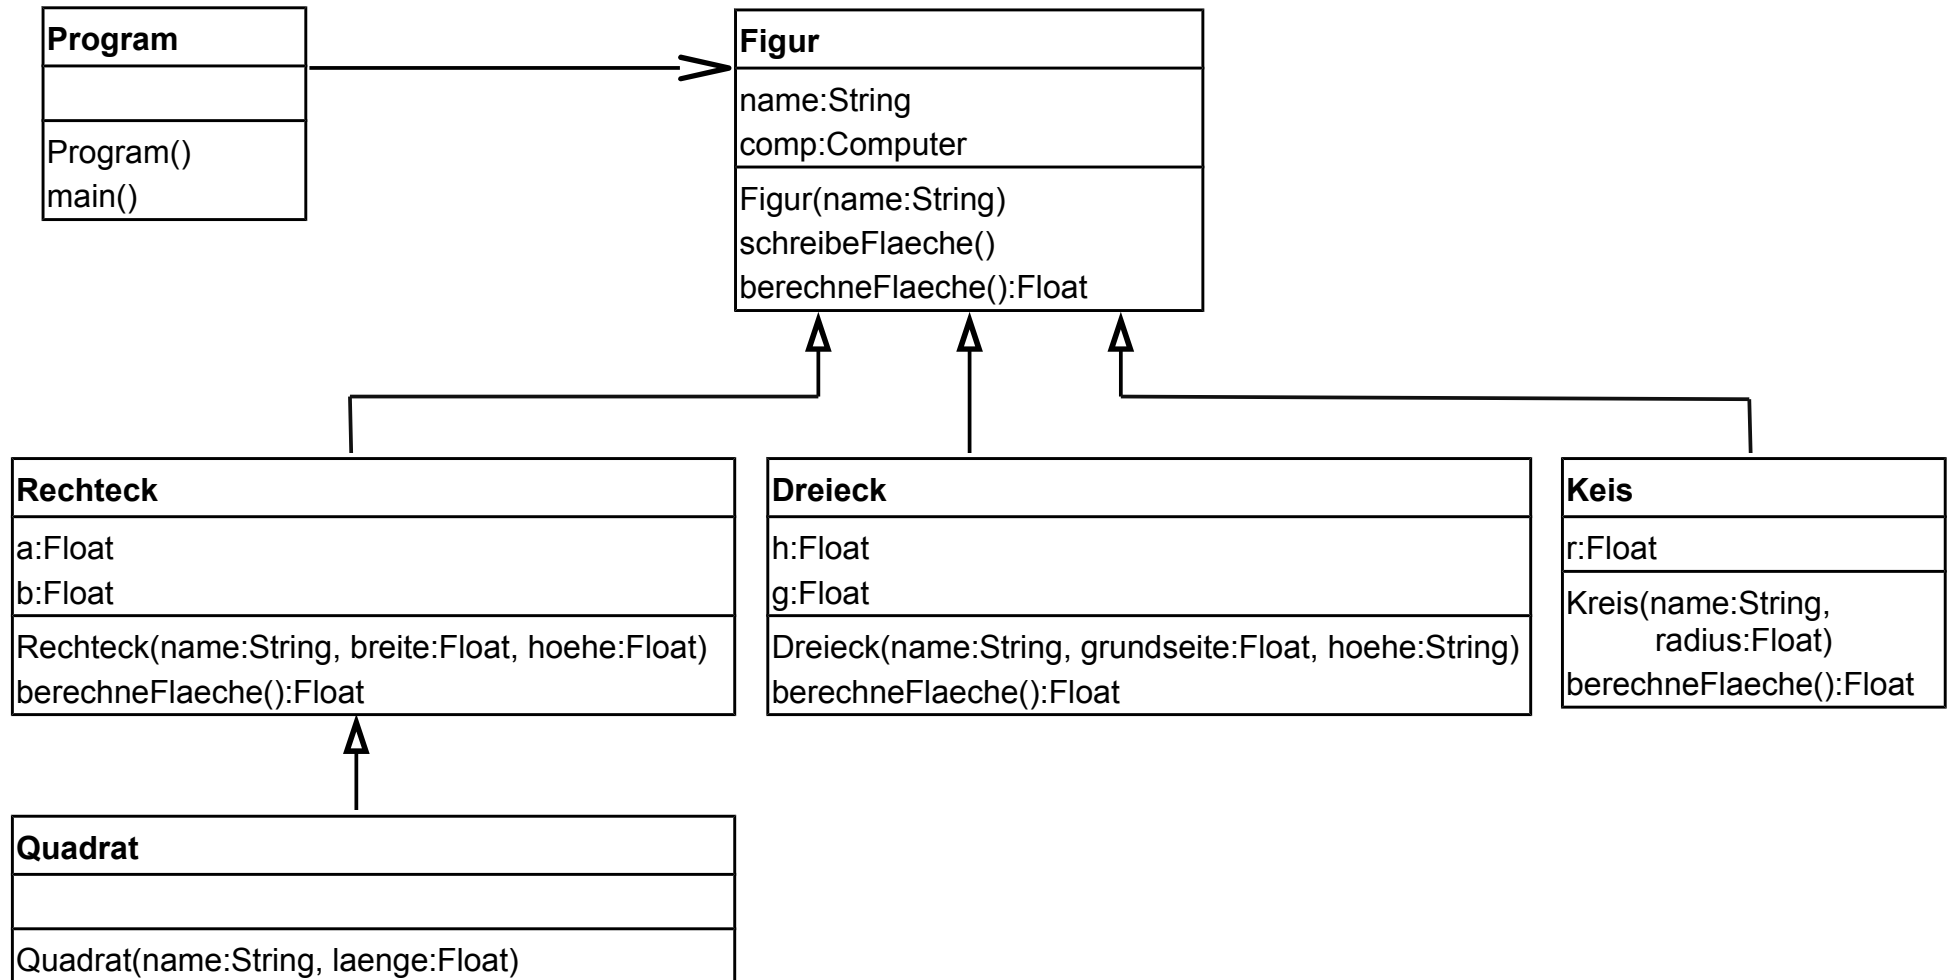 Program
Program()
main()
Figur
name:String
comp:Computer
Figur(name:String)
schreibeFlaeche()
berechneFlaeche():Float
Rechteck
a:Float
b:Float
Rechteck(name:String, breite:Float, hoehe:Float)
berechneFlaeche():Float
Dreieck
h:Float
g:Float
Dreieck(name:String, grundseite:Float, hoehe:String)
berechneFlaeche():Float
Keis
r:Float
Kreis(name:String,
radius:Float)
berechneFlaeche():Float
Quadrat
Quadrat(name:String, laenge:Float)